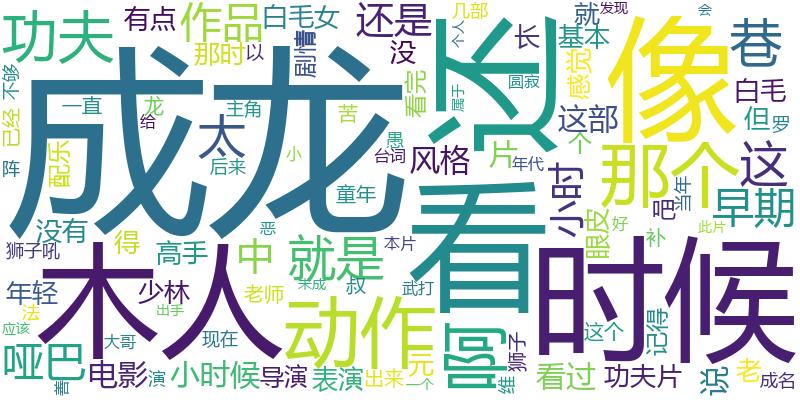 成龙
还
看
像
时候
木人
动作
那个
就是
啊
功夫
作品
白毛女
有点
还是
几部
就
发现
会
长
基本
个人
巷
没
剧情
那时
以
不够
已经
一直
龙
主角
苦
看完
属于
圆寂
感觉
这部
白毛
但
罗
太
给
后来
愚
台词
风格
片
年代
个
配乐
阵
小
童年
小时
眼皮
当年
这
早期
吧
好
补
此片
没有
得
高手
中
恶
本片
狮子吼
年轻
少林
老师
未成
叔
武打
法
出手
现在
应该
大哥
哑巴
善
电影
演
小时候
导演
表演
出来
元
一个
维
狮子
看过
这个
功夫片
记得
说
老
成名